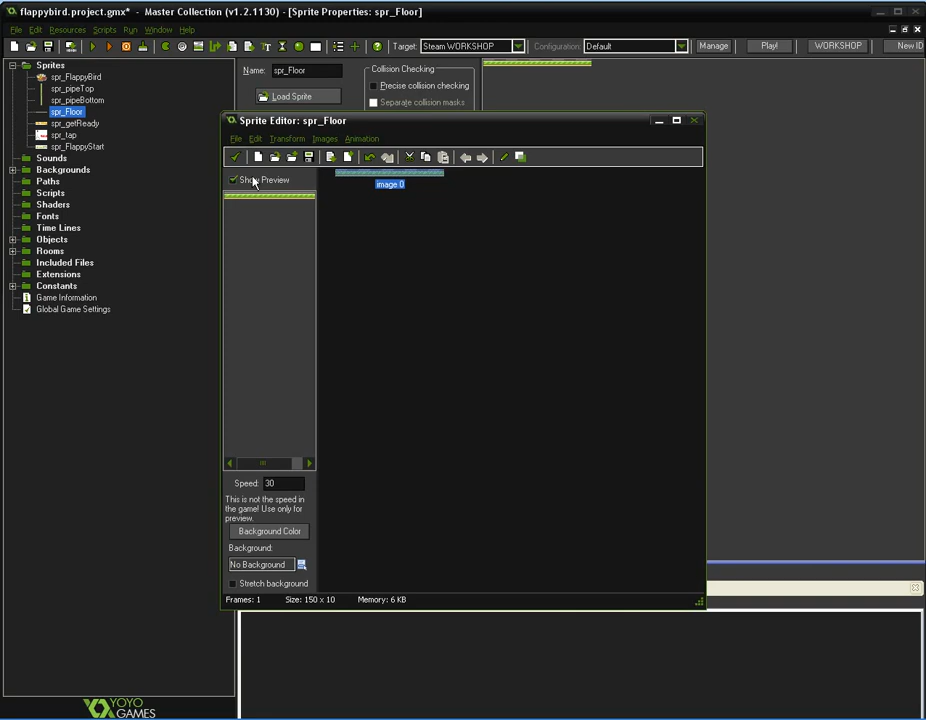 flappybird.project.gmx* - Master Collection (v1.2.1130) - [Sprite Properties: spr_Floor]
File Edit Resources Scripts Run Window Help
Target: Steam WORKSHOP Configuration: Default Manage Play! WORKSHOP New ID
Sprites
spr_FlappyBird
spr_pipeTop
spr_pipeBottom
spr_Floor
spr_getReady
spr_tap
spr_FlappyStart
Sounds
Backgrounds
Paths
Scripts
Shaders
Fonts
Time Lines
Objects
Rooms
Included Files
Extensions
Constants
Game Information
Global Game Settings
YOYO
GAMES
Name: spr_Floor
Load Sprite
Collision Checking
Precise collision checking
Separate collision masks
Sprite Editor: spr_Floor
File Edit Transform Images Animation
Show Preview
image 0
Speed: 30
This is not the speed in
the game! Use only for
preview.
Background Color
Background:
No Background
Stretch background
Frames: 1 Size: 150 x 10 Memory: 6 KB